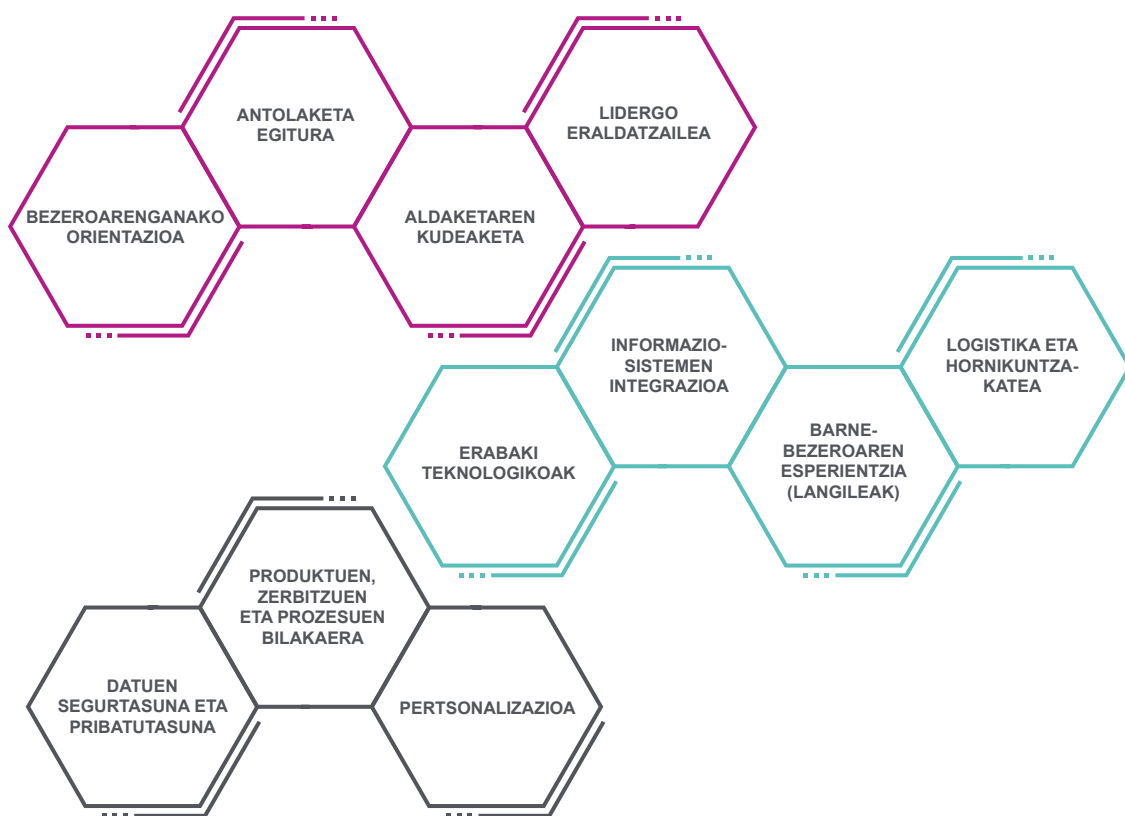 ANTOLAKETA
EGITURA
LIDERGO
ERALDATZAILEA
BEZEROARENGANAKO
ORIENTAZIOA
ALDAKETAREN
KUDEAKETA
INFORMAZIO-
SISTEMEN
INTEGRAZIOA
LOGISTIKA ETA
HORNIKUNTZA-
KATEA
ERABAKI
TEKNOLOGIKOAK
BARNE-
BEZEROAREN
ESPERIENTZIA
(LANGILEAK)
PRODUKTUEN,
ZERBITZUEN
ETA PROZESUEN
BILAKAERA
DATUEN
SEGURTASUNA ETA
PRIBATUTASUNA
PERTSONALIZAZIOA